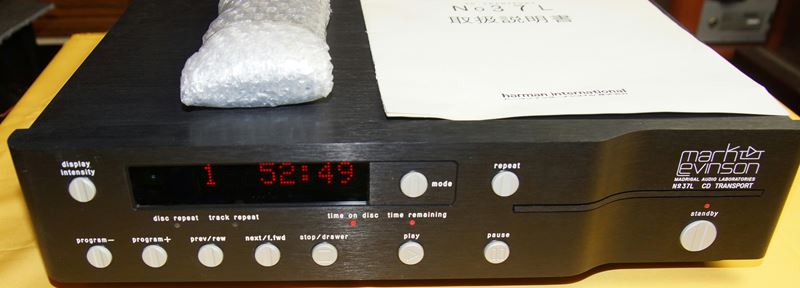 No37L
取扱説明書
harman international
display
intensity
1 52:49
mode
repeat
mark
levinson
MADRIGAL AUDIO LABORATORIES
No37L CD TRANSPORT
disc repeat
track repeat
time on disc
time remaining
standby
program–
program+
prev/rew
next/f.fwd
stop/drawer
play
pause